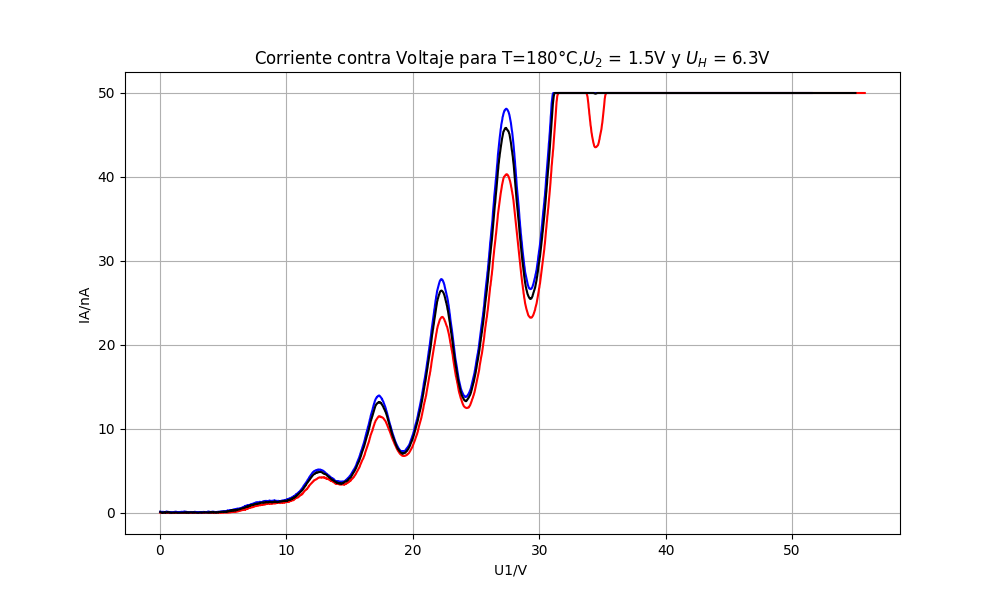 Corriente contra Voltaje para T=180°C,U₂ = 1.5V y U_H = 6.3V
50
40
30
20
10
0
IA/nA
0 10 20 30 40 50
U1/V